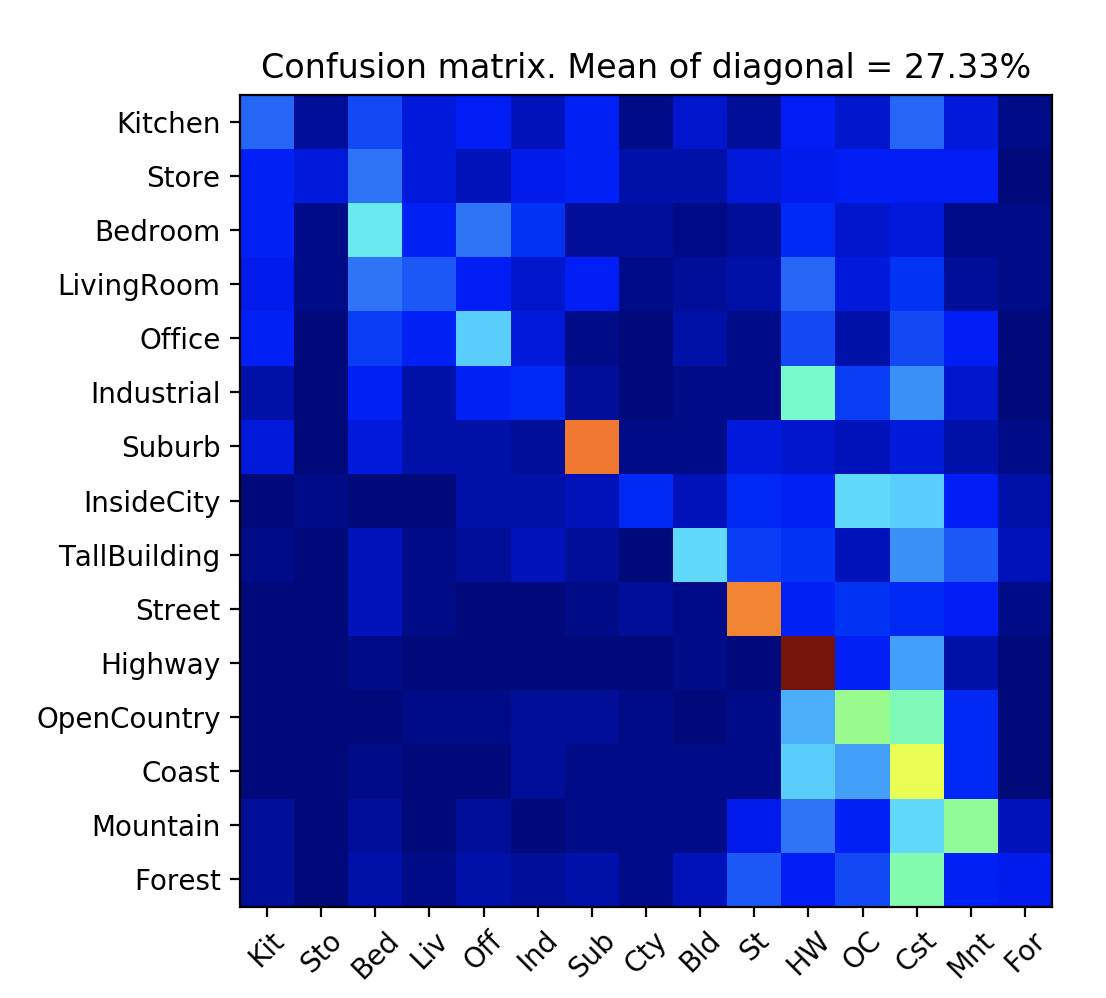 Confusion matrix. Mean of diagonal = 27.33%
Kitchen
Store
Bedroom
LivingRoom
Office
Industrial
Suburb
InsideCity
TallBuilding
Street
Highway
OpenCountry
Coast
Mountain
Forest
Kit Sto Bed Liv Off Ind Sub Cty Bld St HW OC Cst Mnt For